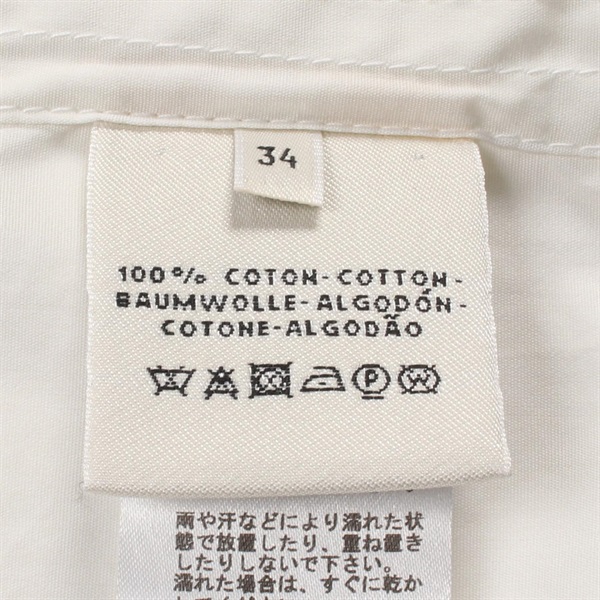 34
100% COTON-COTTON-
BAUMWOLLE-ALGODÓN-
COTONE-ALGODÃO
P W
雨や汗などにより濡れた状
態で放置したり、重ね置き
したりしないで下さい。
濡れた場合は、すぐに乾か